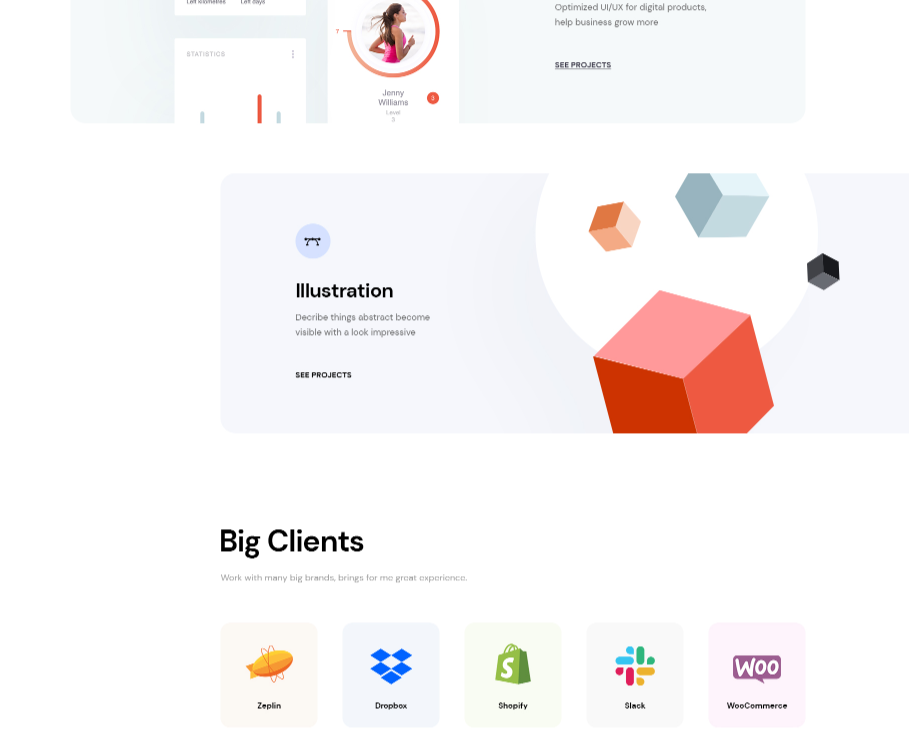 Left kilometres
Left days
STATISTICS
7
Jenny
Williams
3
Level
3
Optimized UI/UX for digital products,
help business grow more
SEE PROJECTS
Illustration
Decribe things abstract become
visible with a look impressive
SEE PROJECTS
Big Clients
Work with many big brands, brings for me great experience.
Zeplin
Dropbox
Shopify
Slack
Woo
WooCommerce